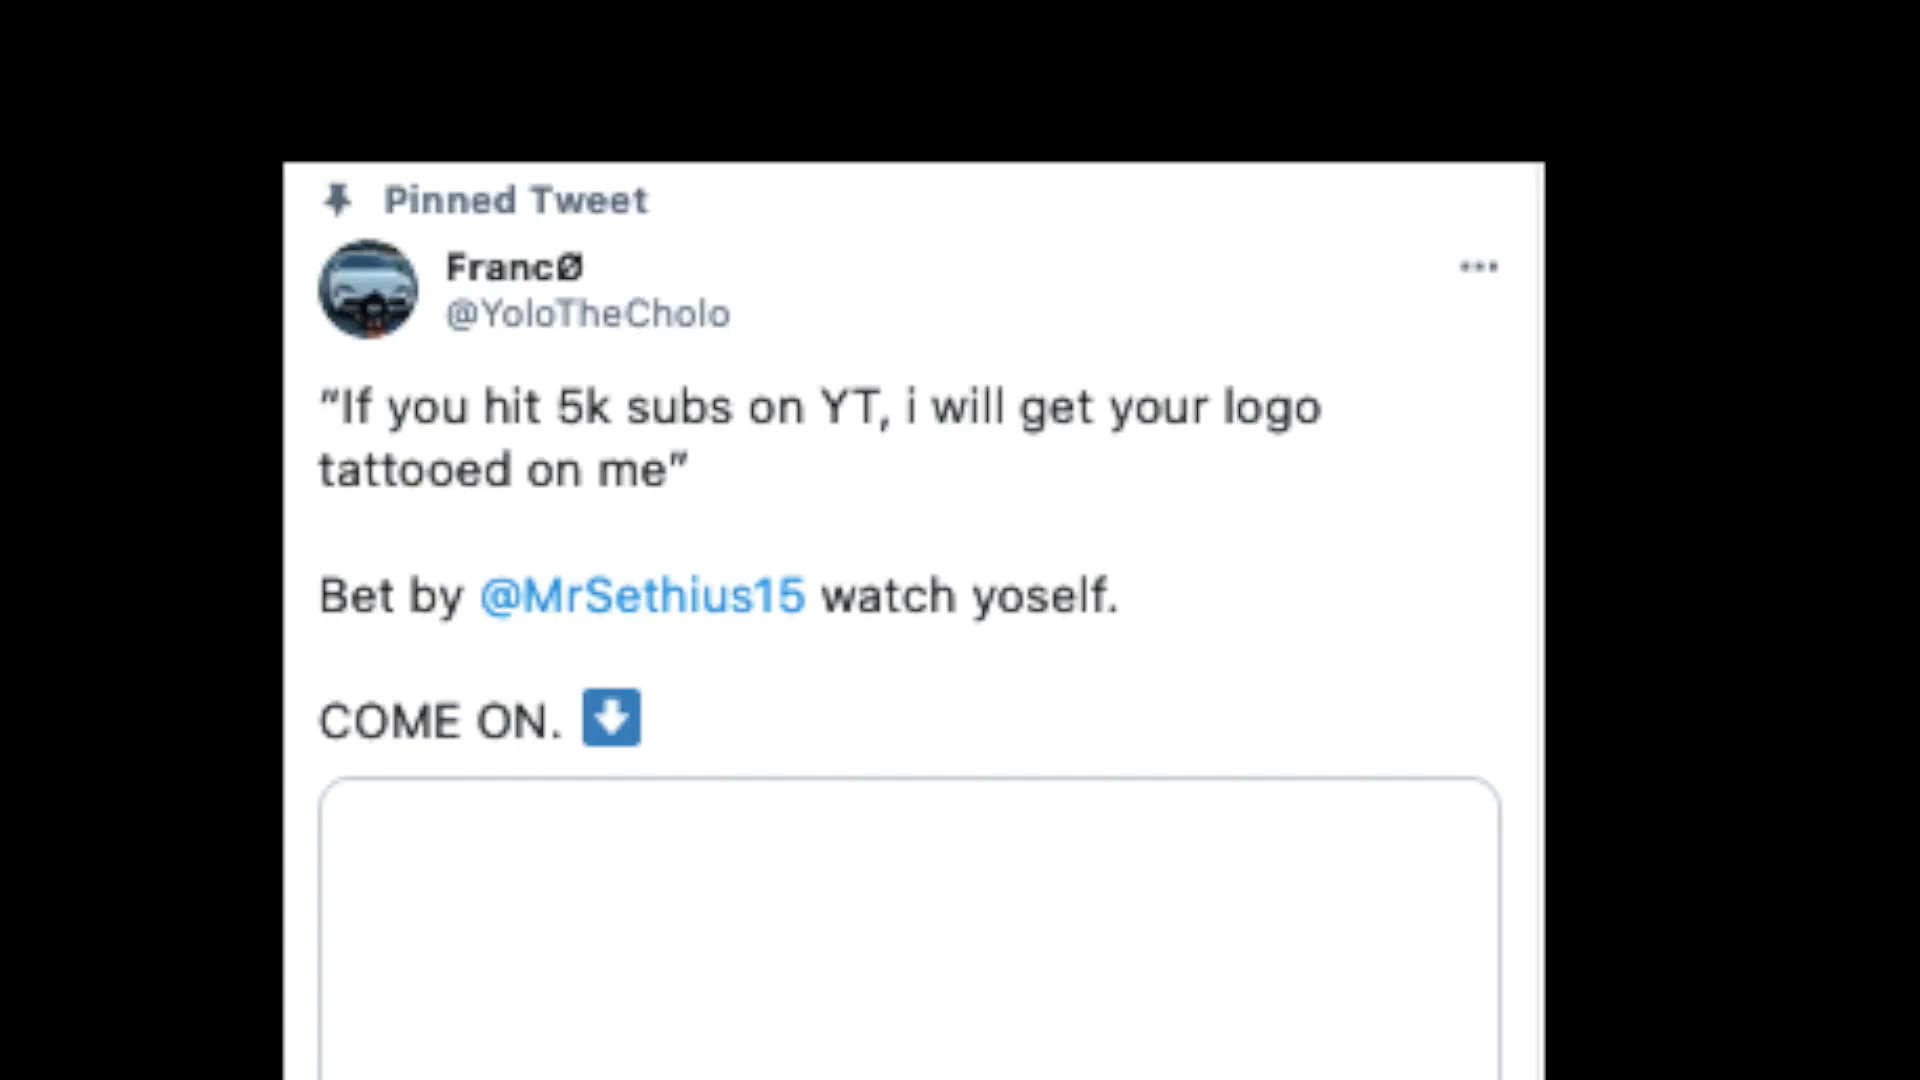 Pinned Tweet
FrancØ
@YoloTheCholo
"If you hit 5k subs on YT, i will get your logo
tattooed on me"
Bet by @MrSethius15 watch yoself.
COME ON. ⬇️